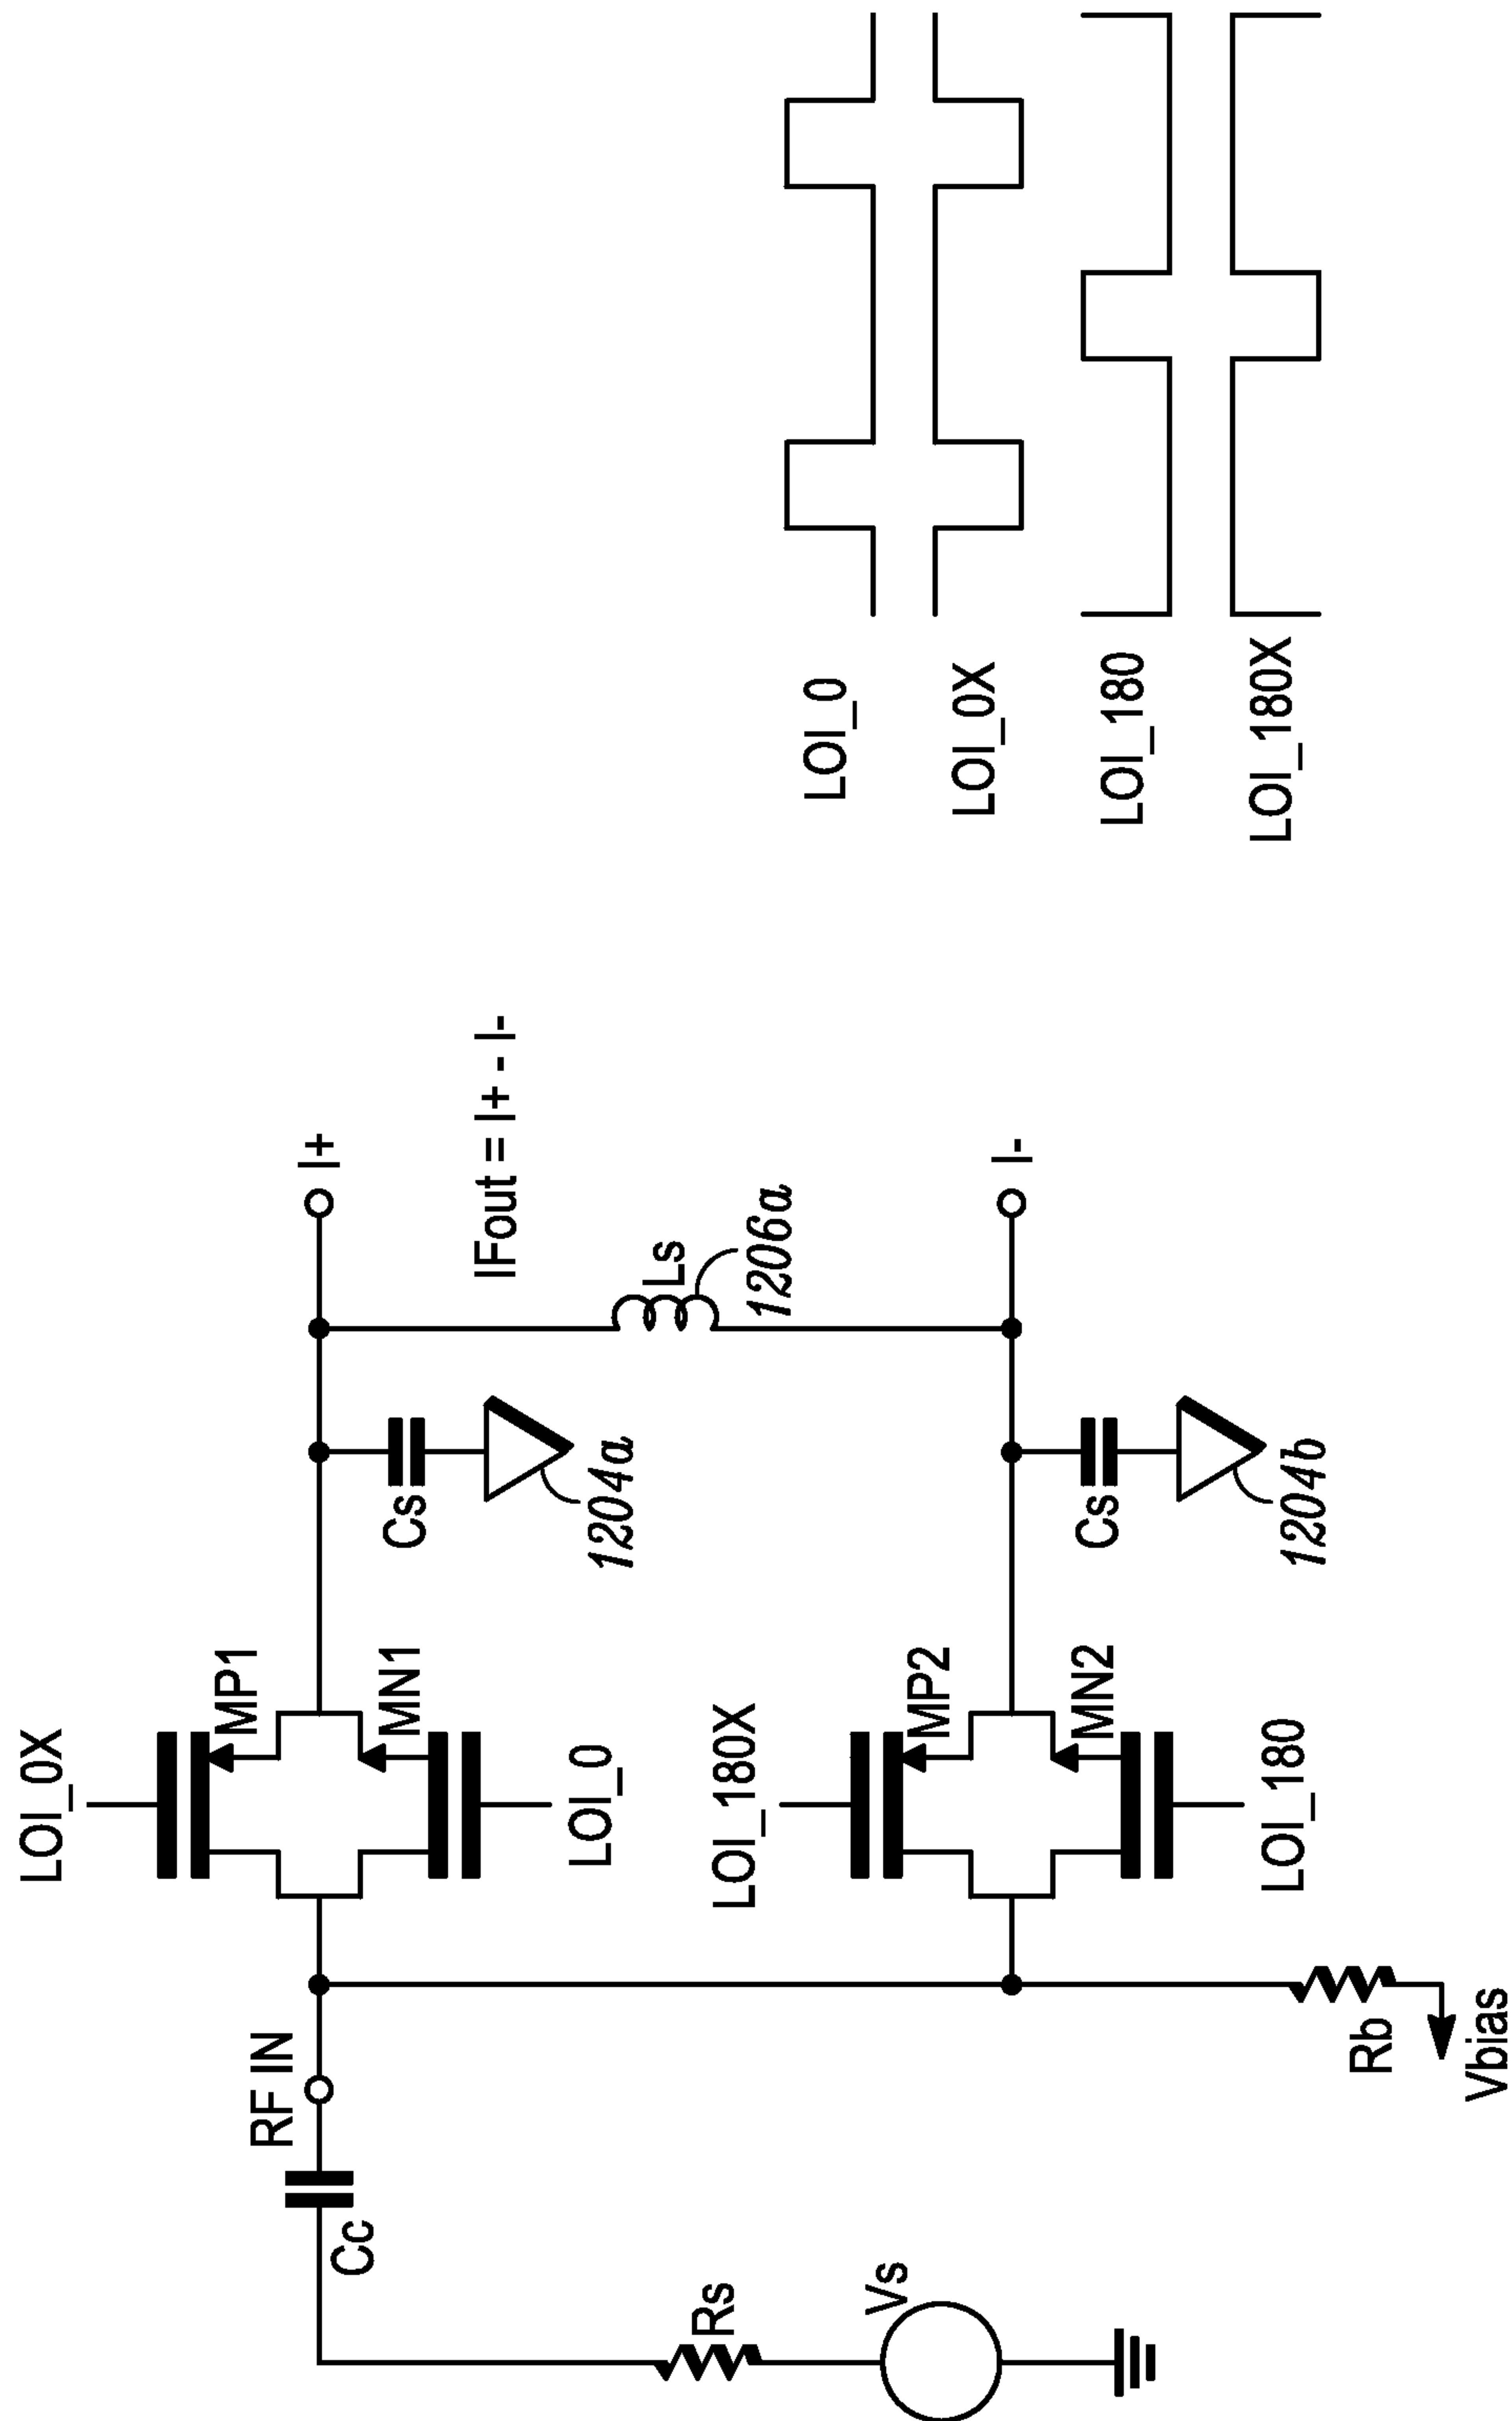 LOI_0X
MP1
MN1
LOI_0
RF IN
Cc
Rs
Vs
Cs
1204a
I+
IFout = I+ - I-
Ls
1206a
LOI_180X
MP2
MN2
LOI_180
Cs
1204b
I-
Rb
Vbias
LOI_0
LOI_0X
LOI_180
LOI_180X